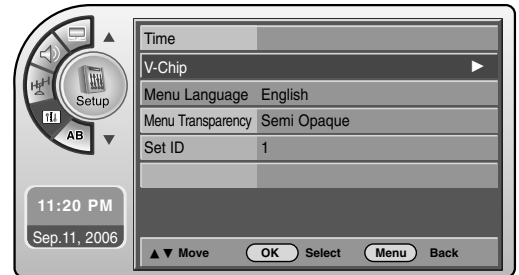 Time
V-Chip ▶
Menu Language English
Menu Transparency Semi Opaque
Set ID 1
Setup
AB
11:20 PM
Sep.11, 2006
▲▼ Move OK Select Menu Back